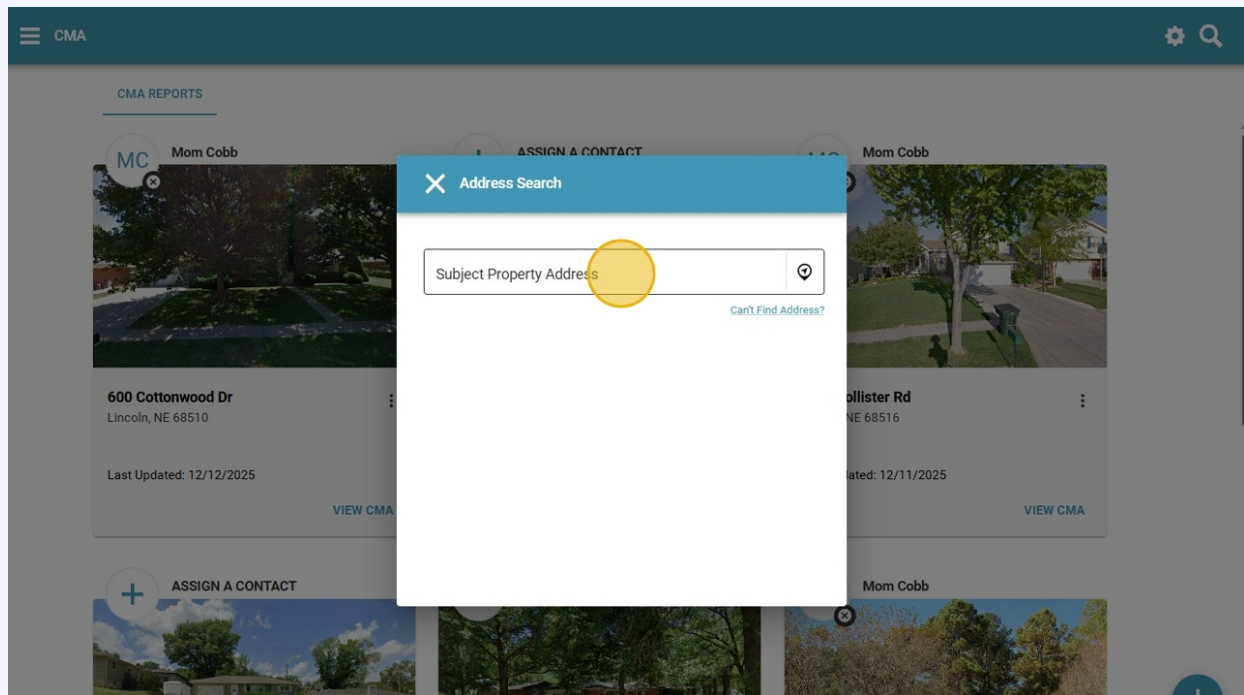 CMA
CMA REPORTS
MC
Mom Cobb
ASSIGN A CONTACT
Mom Cobb
Address Search
Subject Property Address
Can't Find Address?
600 Cottonwood Dr
Lincoln, NE 68510
Last Updated: 12/12/2025
VIEW CMA
ollister Rd
NE 68516
ated: 12/11/2025
VIEW CMA
ASSIGN A CONTACT
Mom Cobb